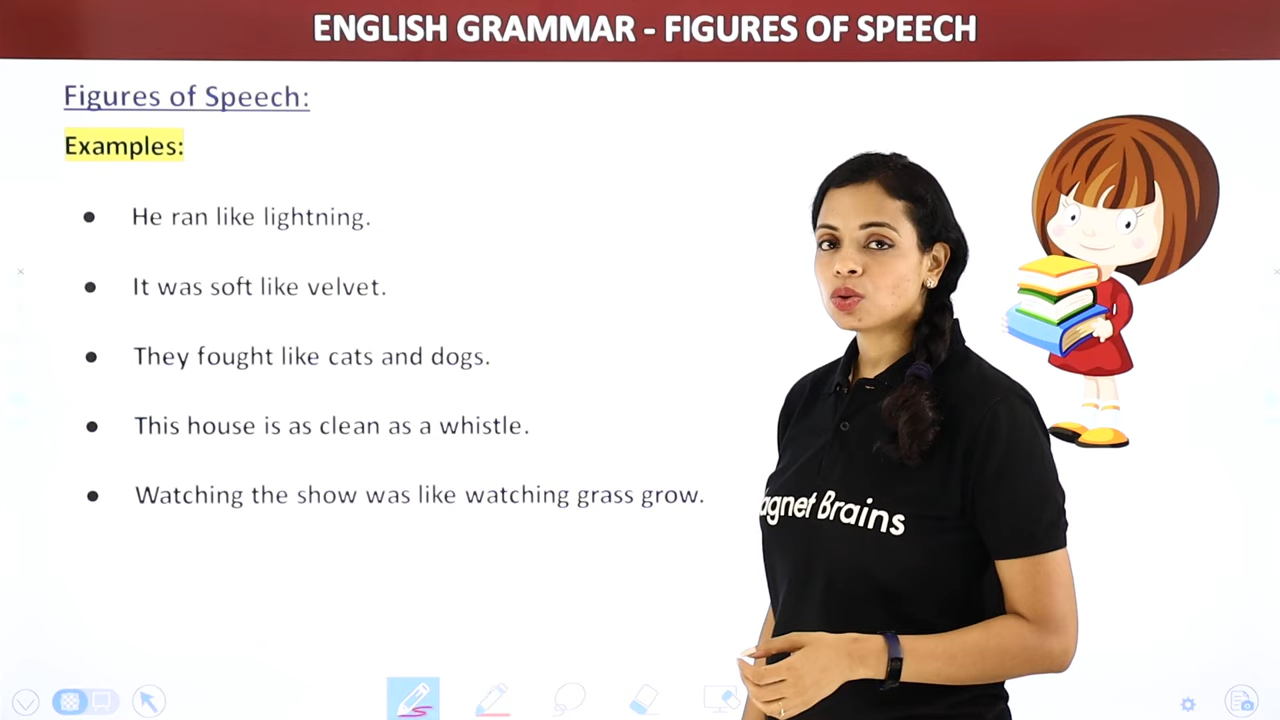 ENGLISH GRAMMAR - FIGURES OF SPEECH
Figures of Speech:
Examples:
● He ran like lightning.
● It was soft like velvet.
● They fought like cats and dogs.
● This house is as clean as a whistle.
● Watching the show was like watching grass grow.
agnet Brains